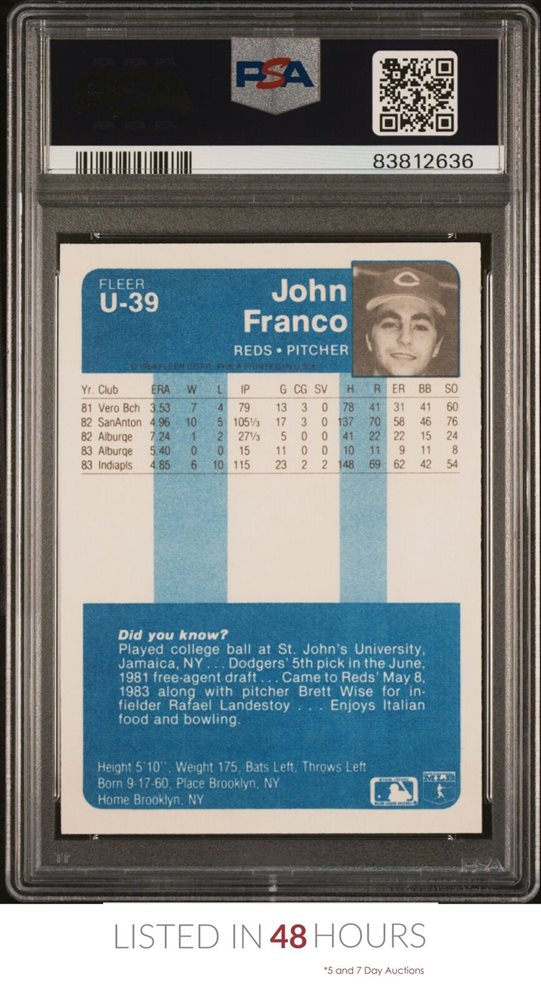 PSA
83812636
FLEER
U-39
John
Franco
REDS • PITCHER
© 1984 FLEER CORP. PHILA PRINTED IN U.S.A.
Yr. Club ERA W L IP G CG SV H R ER BB SO
81 Vero Bch 3.53 7 4 79 13 3 0 78 41 31 41 60
82 SanAnton 4.96 10 5 105⅓ 17 3 0 137 70 58 46 76
82 Alburqe 7.24 1 2 27⅓ 5 0 0 41 22 22 15 24
83 Alburqe 5.40 0 0 15 11 0 0 10 11 9 11 8
83 Indiapls 4.85 6 10 115 23 2 2 148 69 62 42 54
Did you know?
Played college ball at St. John's University,
Jamaica, NY . . . Dodgers' 5th pick in the June,
1981 free-agent draft . . . Came to Reds' May 8,
1983 along with pitcher Brett Wise for in-
fielder Rafael Landestoy . . . Enjoys Italian
food and bowling.
Height 5'10'', Weight 175, Bats Left, Throws Left
Born 9-17-60, Place Brooklyn, NY
Home Brooklyn, NY
PSA
LISTED IN 48 HOURS
*5 and 7 Day Auctions